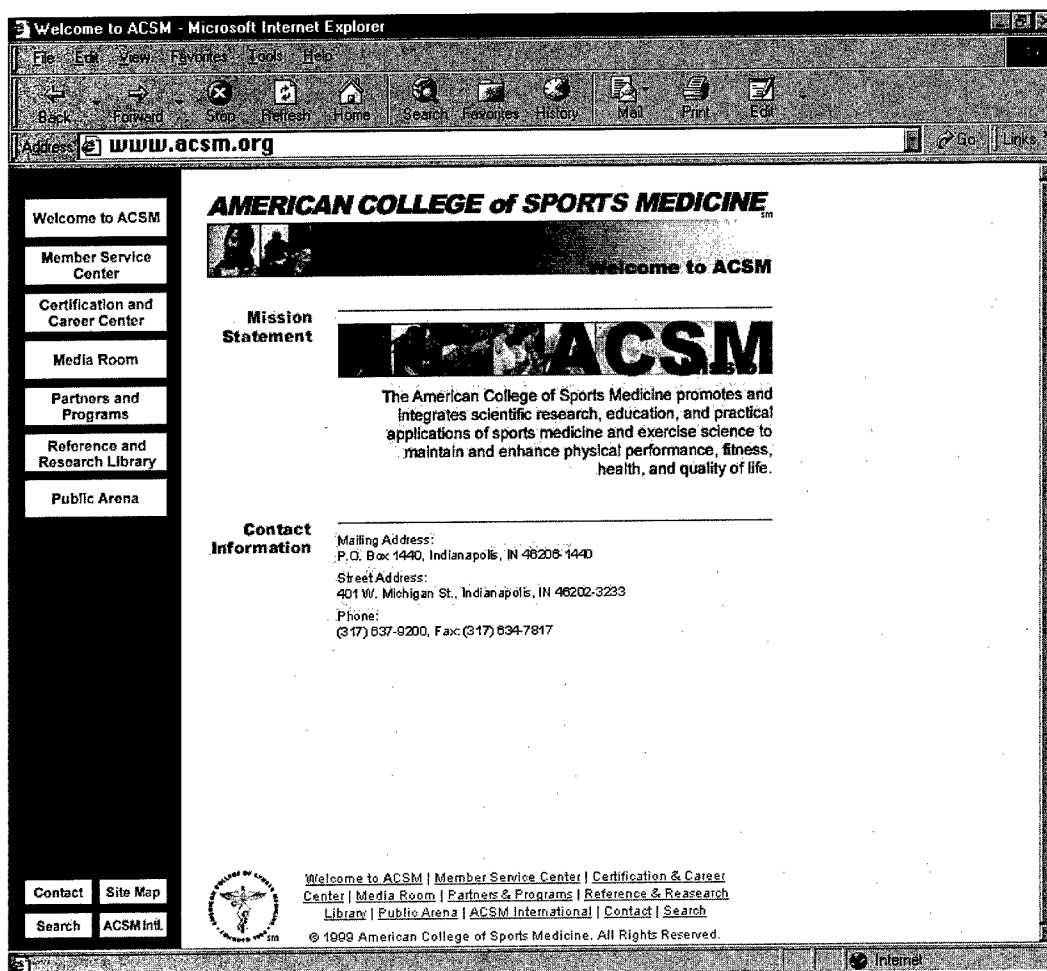 Welcome to ACSM - Microsoft Internet Explorer
File Edit View Favorites Tools Help
Back Forward Stop Refresh Home Search Favorites History Mail Print Edit
Address www.acsm.org Go Links
Welcome to ACSM
Member Service
Center
Certification and
Career Center
Media Room
Partners and
Programs
Reference and
Research Library
Public Arena
Contact Site Map
Search ACSM Intl.
AMERICAN COLLEGE of SPORTS MEDICINE sm
Welcome to ACSM
Mission
Statement
ACSM
The American College of Sports Medicine promotes and
integrates scientific research, education, and practical
applications of sports medicine and exercise science to
maintain and enhance physical performance, fitness,
health, and quality of life.
Contact
Information
Mailing Address:
P.O. Box 1440, Indianapolis, IN 46206-1440
Street Address:
401 W. Michigan St., Indianapolis, IN 46202-3233
Phone:
(317) 637-9200, Fax: (317) 634-7817
Welcome to ACSM | Member Service Center | Certification & Career
Center | Media Room | Partners & Programs | Reference & Reasearch
Library | Public Arena | ACSM International | Contact | Search
© 1999 American College of Sports Medicine. All Rights Reserved.
SM
Internet